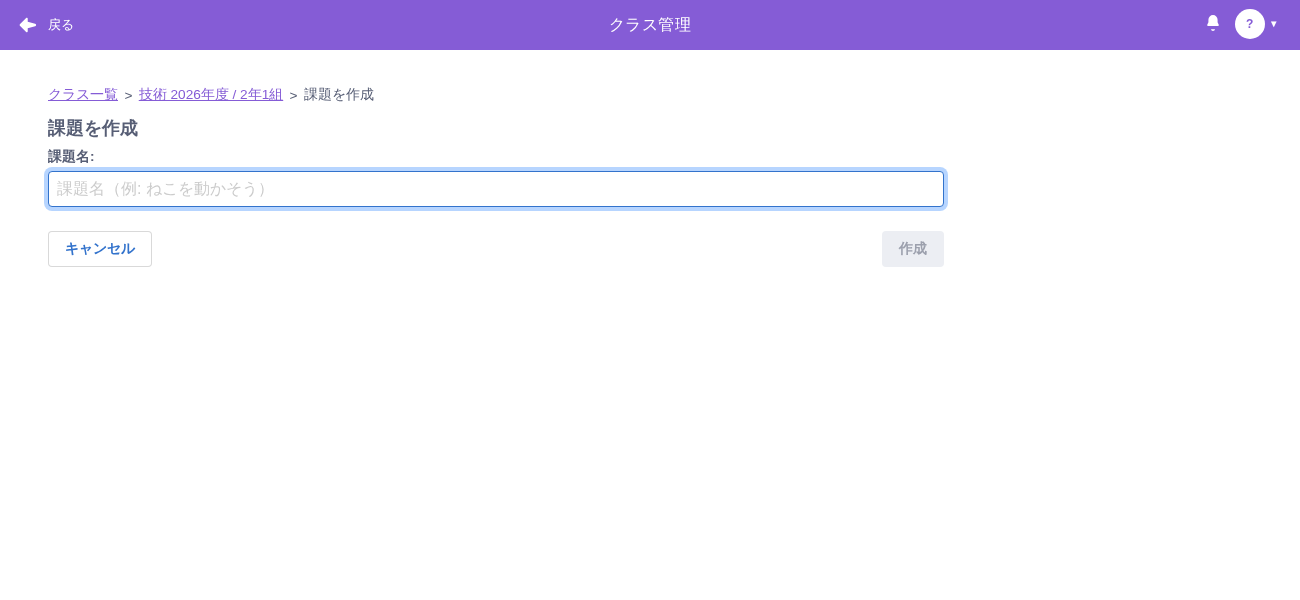 戻る
クラス管理
?
クラス一覧 > 技術 2026年度 / 2年1組 > 課題を作成
課題を作成
課題名:
課題名（例: ねこを動かそう）
キャンセル
作成